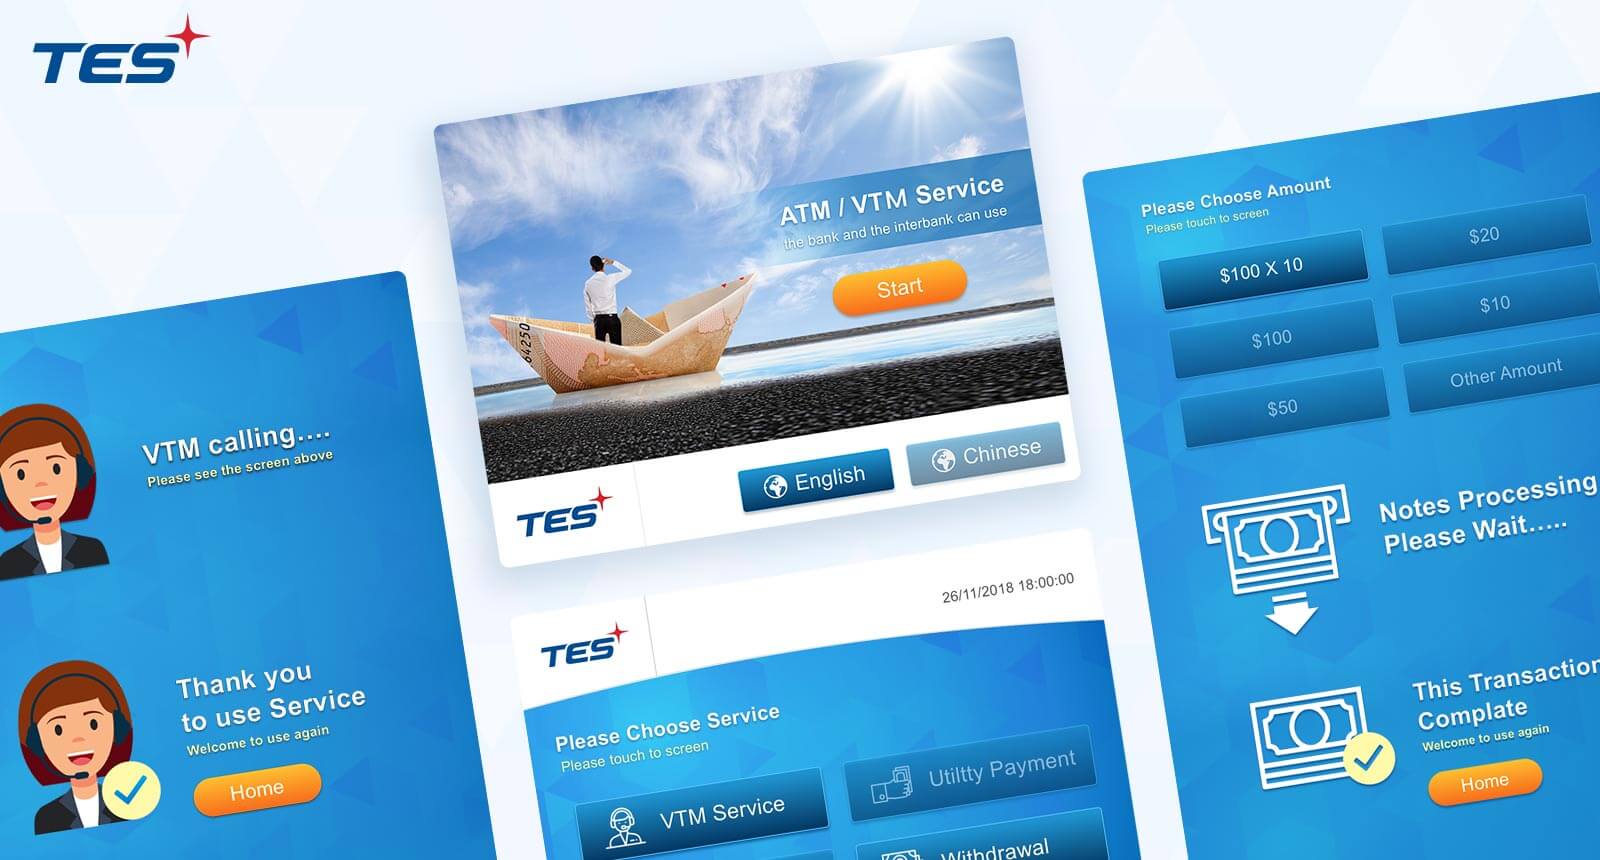 TES
ATM / VTM Service
the bank and the interbank can use
Start
64250
English
Chinese
TES
VTM calling....
Please see the screen above
Thank you
to use Service
Welcome to use again
Home
TES
26/11/2018 18:00:00
Please Choose Service
Please touch to screen
VTM Service
Utiltty Payment
Withdrawal
Please Choose Amount
Please touch to screen
$100 X 10
$20
$100
$10
$50
Other Amount
Notes Processing
Please Wait.....
This Transaction
Complate
Welcome to use again
Home